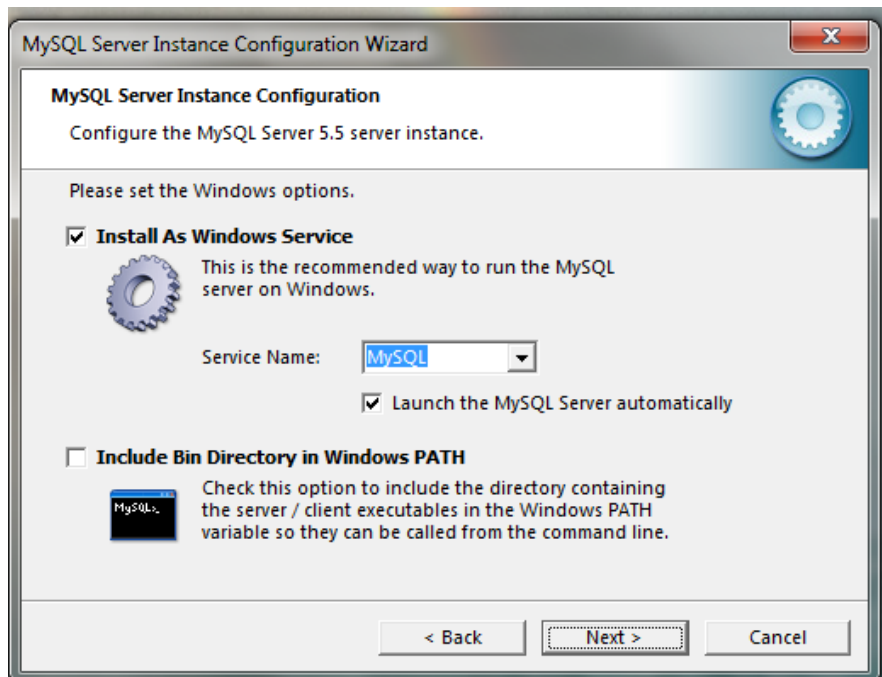 MySQL Server Instance Configuration Wizard
MySQL Server Instance Configuration
Configure the MySQL Server 5.5 server instance.
Please set the Windows options.
Install As Windows Service
This is the recommended way to run the MySQL
server on Windows.
Service Name: MySQL
Launch the MySQL Server automatically
Include Bin Directory in Windows PATH
Check this option to include the directory containing
the server / client executables in the Windows PATH
variable so they can be called from the command line.
MySQL>_
< Back Next > Cancel